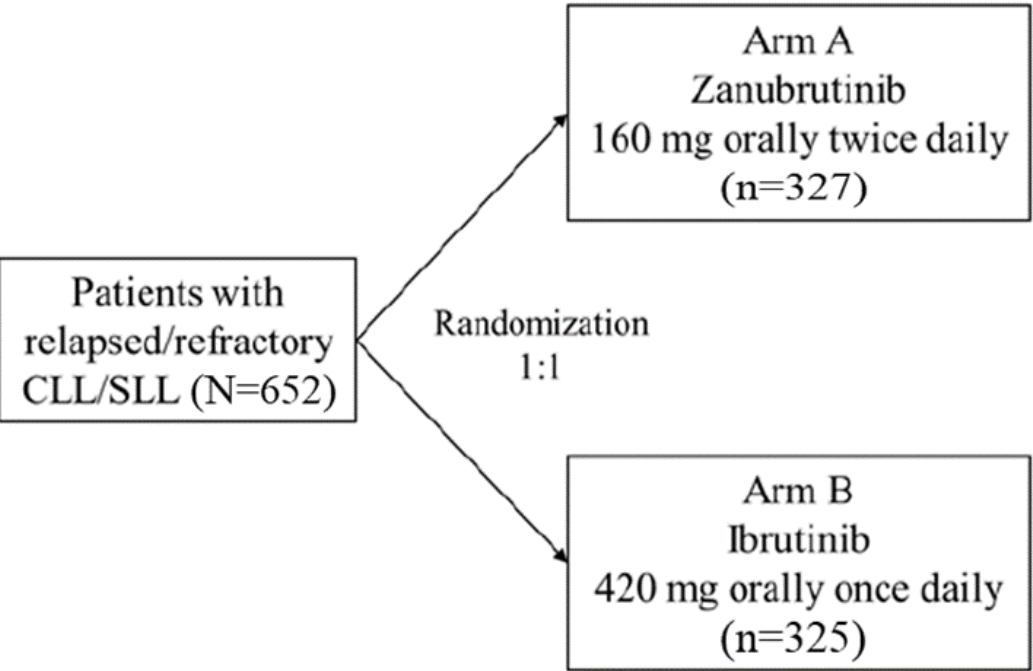 Arm A
Zanubrutinib
160 mg orally twice daily
(n=327)
Patients with
relapsed/refractory
CLL/SLL (N=652)
Randomization
1:1
Arm B
Ibrutinib
420 mg orally once daily
(n=325)